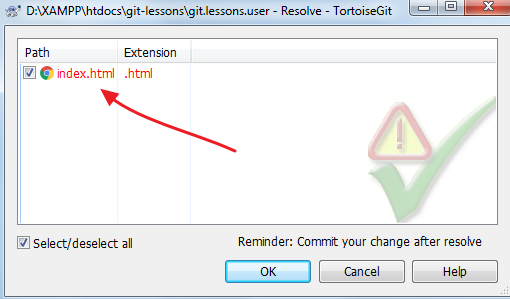 D:\XAMPP\htdocs\git-lessons\git.lessons.user - Resolve - TortoiseGit
Path Extension
index.html .html
Select/deselect all Reminder: Commit your change after resolve
OK Cancel Help